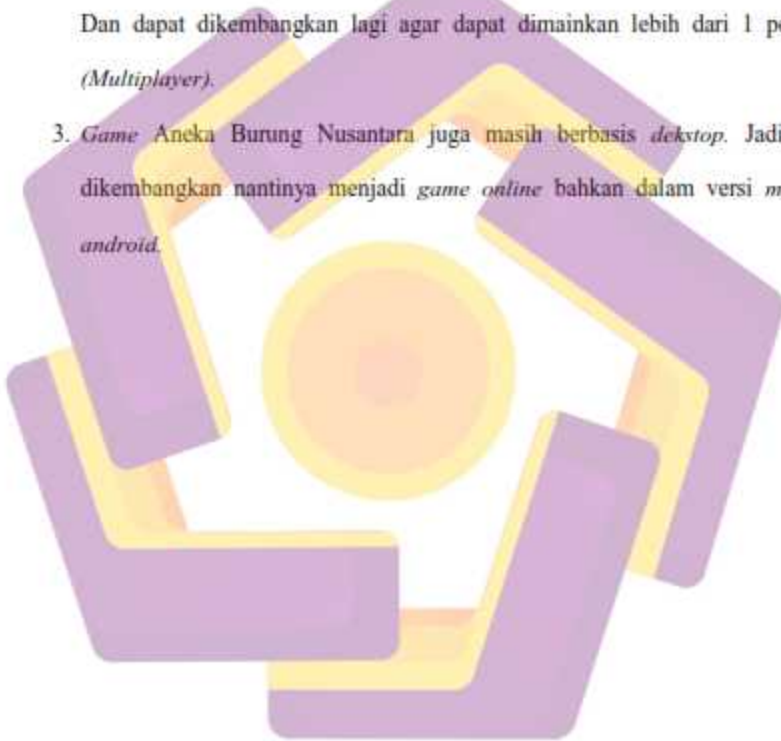 Dan dapat dikembangkan lagi agar dapat dimainkan lebih dari 1
(Multiplayer).
3. Game Aneka Burung Nusantara juga masih berbasis dekstop. Jadi
dikembangkan nantinya menjadi game online bahkan dalam versi
android.